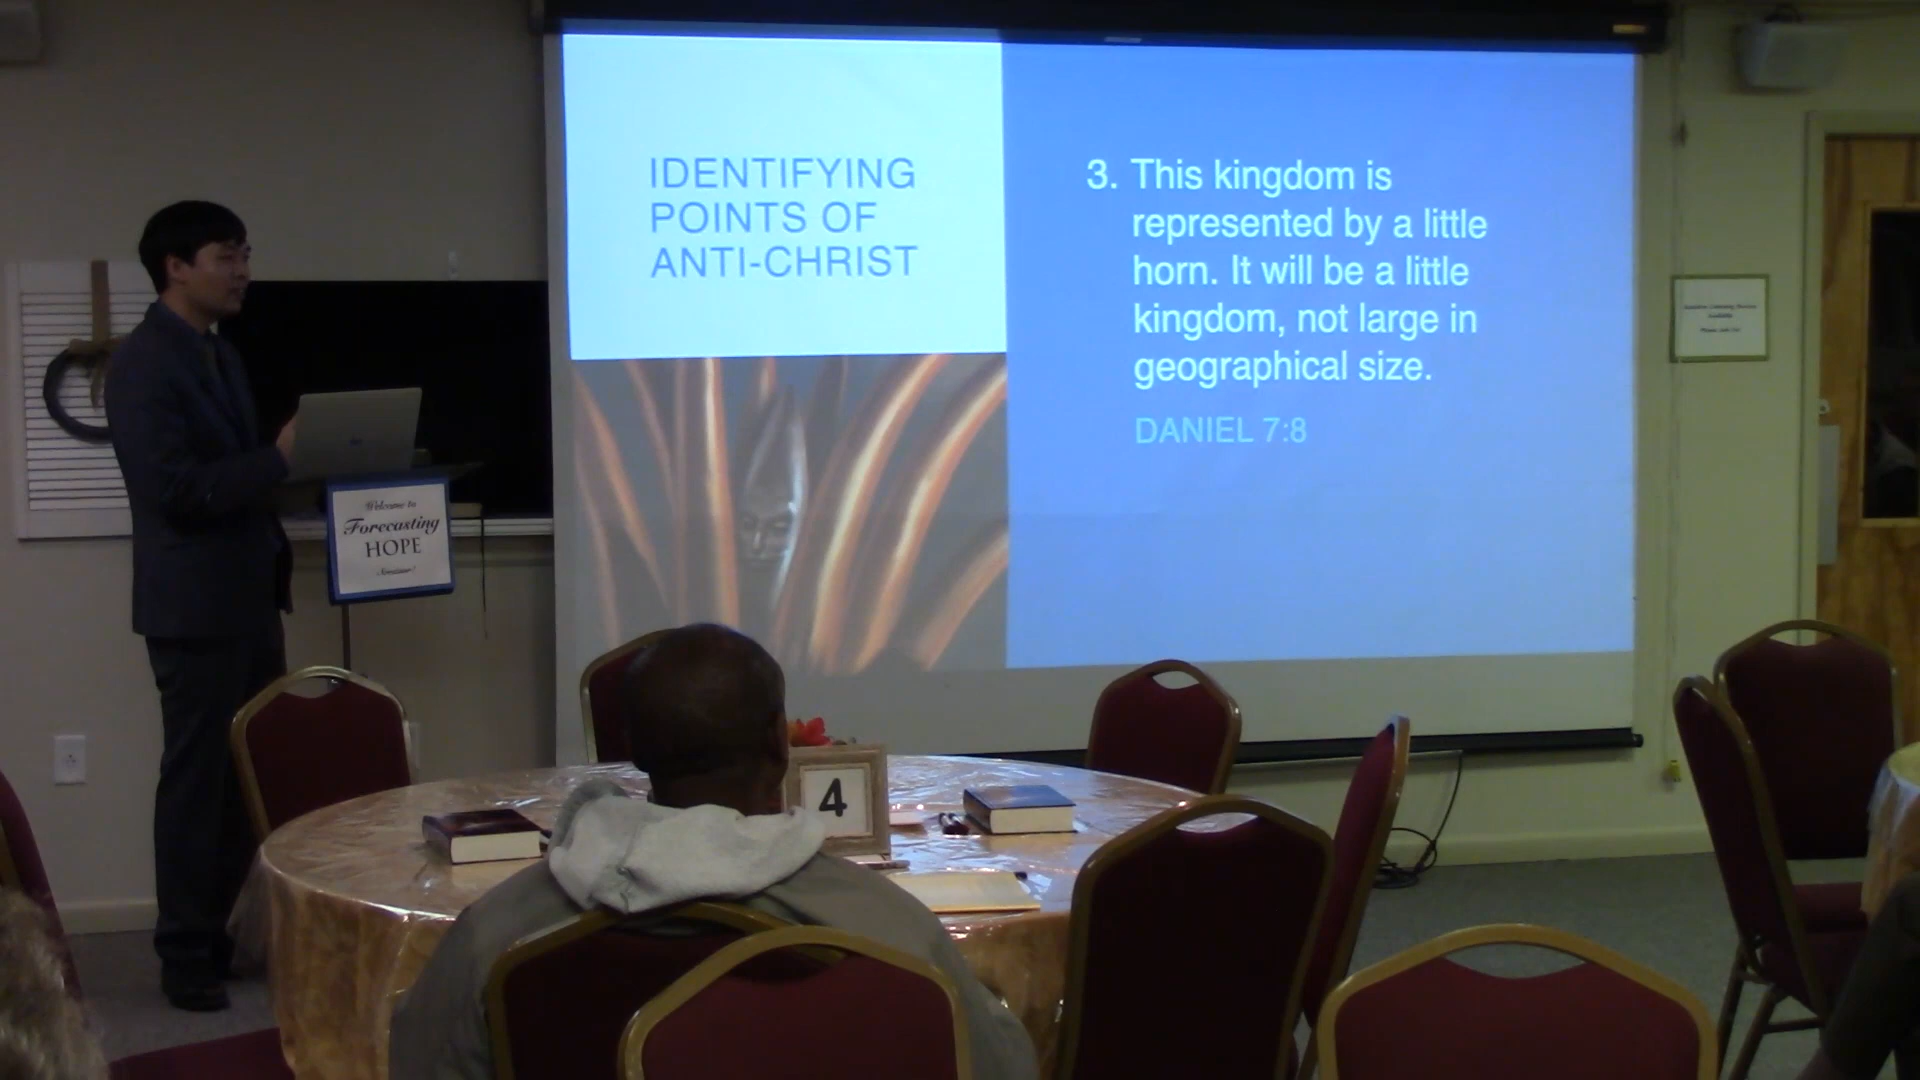 IDENTIFYING
POINTS OF
ANTI-CHRIST
3. This kingdom is
represented by a little
horn. It will be a little
kingdom, not large in
geographical size.
DANIEL 7:8
Welcome to
Forecasting
HOPE
4